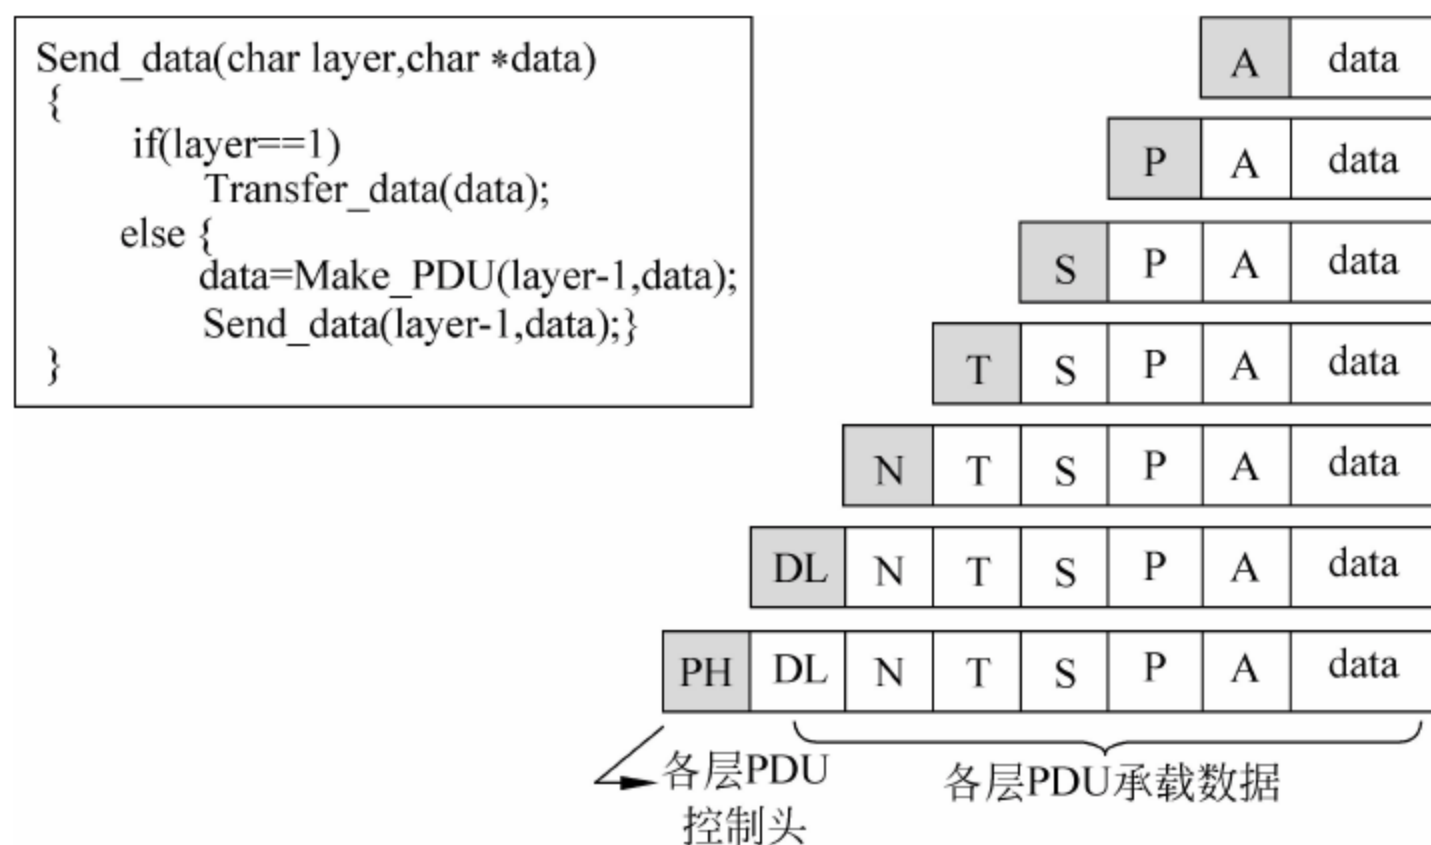 Send_data(char layer,char *data)
{
if(layer==1)
Transfer_data(data);
else {
data=Make_PDU(layer-1,data);
Send_data(layer-1,data);}
}
A data
P A data
S P A data
T S P A data
N T S P A data
DL N T S P A data
PH DL N T S P A data
各层PDU
控制头
各层PDU承载数据